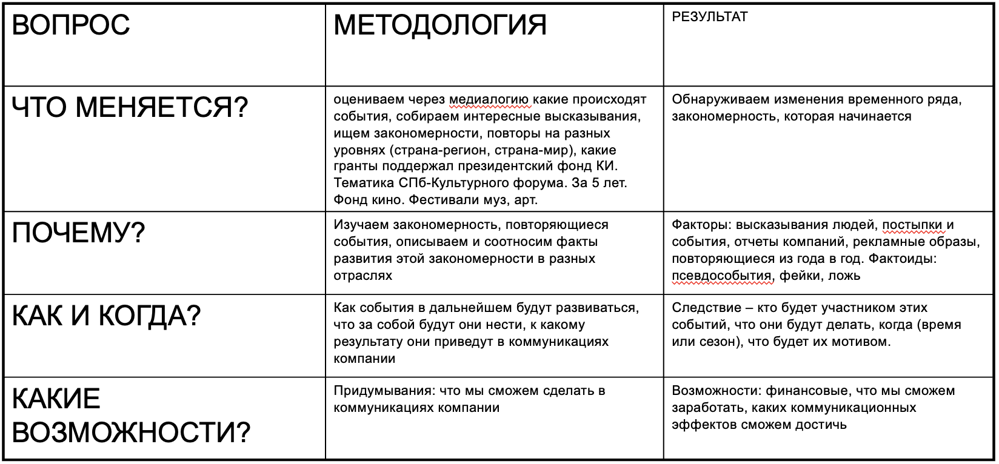 ВОПРОС
МЕТОДОЛОГИЯ
РЕЗУЛЬТАТ
ЧТО МЕНЯЕТСЯ?
оцениваем через медиалогию какие происходят
события, собираем интересные высказывания,
ищем закономерности, повторы на разных
уровнях (страна-регион, страна-мир), какие
гранты поддержал президентский фонд КИ.
Тематика СПб-Культурного форума. За 5 лет.
Фонд кино. Фестивали муз, арт.
Обнаруживаем изменения временного ряда,
закономерность, которая начинается
ПОЧЕМУ?
Изучаем закономерность, повторяющиеся
события, описываем и соотносим факты
развития этой закономерности в разных
отраслях
Факторы: высказывания людей, постыпки и
события, отчеты компаний, рекламные образы,
повторяющиеся из года в год. Фактоиды:
псевдособытия, фейки, ложь
КАК И КОГДА?
Как события в дальнейшем будут развиваться,
что за собой будут они нести, к какому
результату они приведут в коммуникациях
компании
Следствие – кто будет участником этих
событий, что они будут делать, когда (время
или сезон), что будет их мотивом.
КАКИЕ
ВОЗМОЖНОСТИ?
Придумывания: что мы сможем сделать в
коммуникациях компании
Возможности: финансовые, что мы сможем
заработать, каких коммуникационных
эффектов сможем достичь